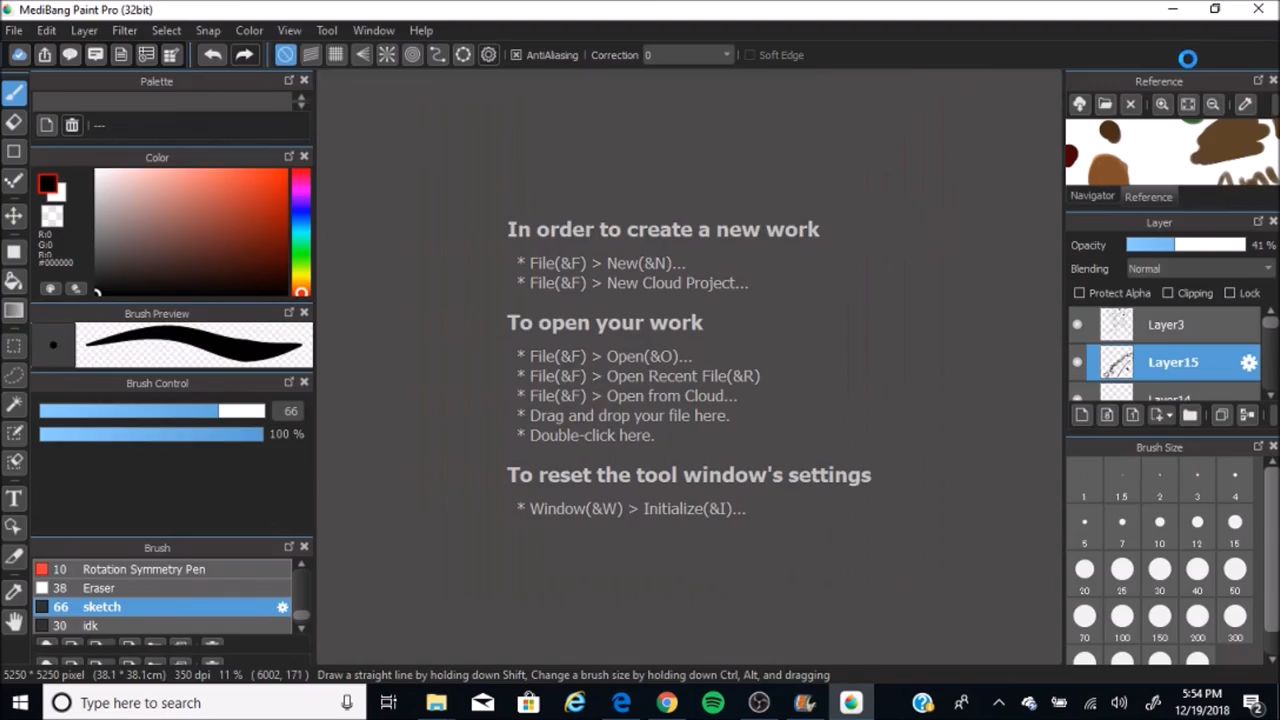 MediBang Paint Pro (32bit)
File Edit Layer Filter Select Snap Color View Tool Window Help
AntiAliasing Correction 0 Soft Edge
Palette
---
Color
R:0
G:0
B:0
#000000
Brush Preview
Brush Control
66
100 %
Brush
10 Rotation Symmetry Pen
38 Eraser
66 sketch
30 idk
In order to create a new work
* File(&F) > New(&N)...
* File(&F) > New Cloud Project...
To open your work
* File(&F) > Open(&O)...
* File(&F) > Open Recent File(&R)
* File(&F) > Open from Cloud...
* Drag and drop your file here.
* Double-click here.
To reset the tool window's settings
* Window(&W) > Initialize(&I)...
Reference
Navigator Reference
Layer
Opacity 41 %
Blending Normal
Protect Alpha Clipping Lock
Layer3
Layer15
Layer14
Brush Size
1 1.5 2 3 4
5 7 10 12 15
20 25 30 40 50
70 100 150 200 300
5250 * 5250 pixel (38.1 * 38.1cm) 350 dpi 11 % ( 6002, 171 ) Draw a straight line by holding down Shift, Change a brush size by holding down Ctrl, Alt, and dragging
Type here to search
5:54 PM
12/19/2018
2